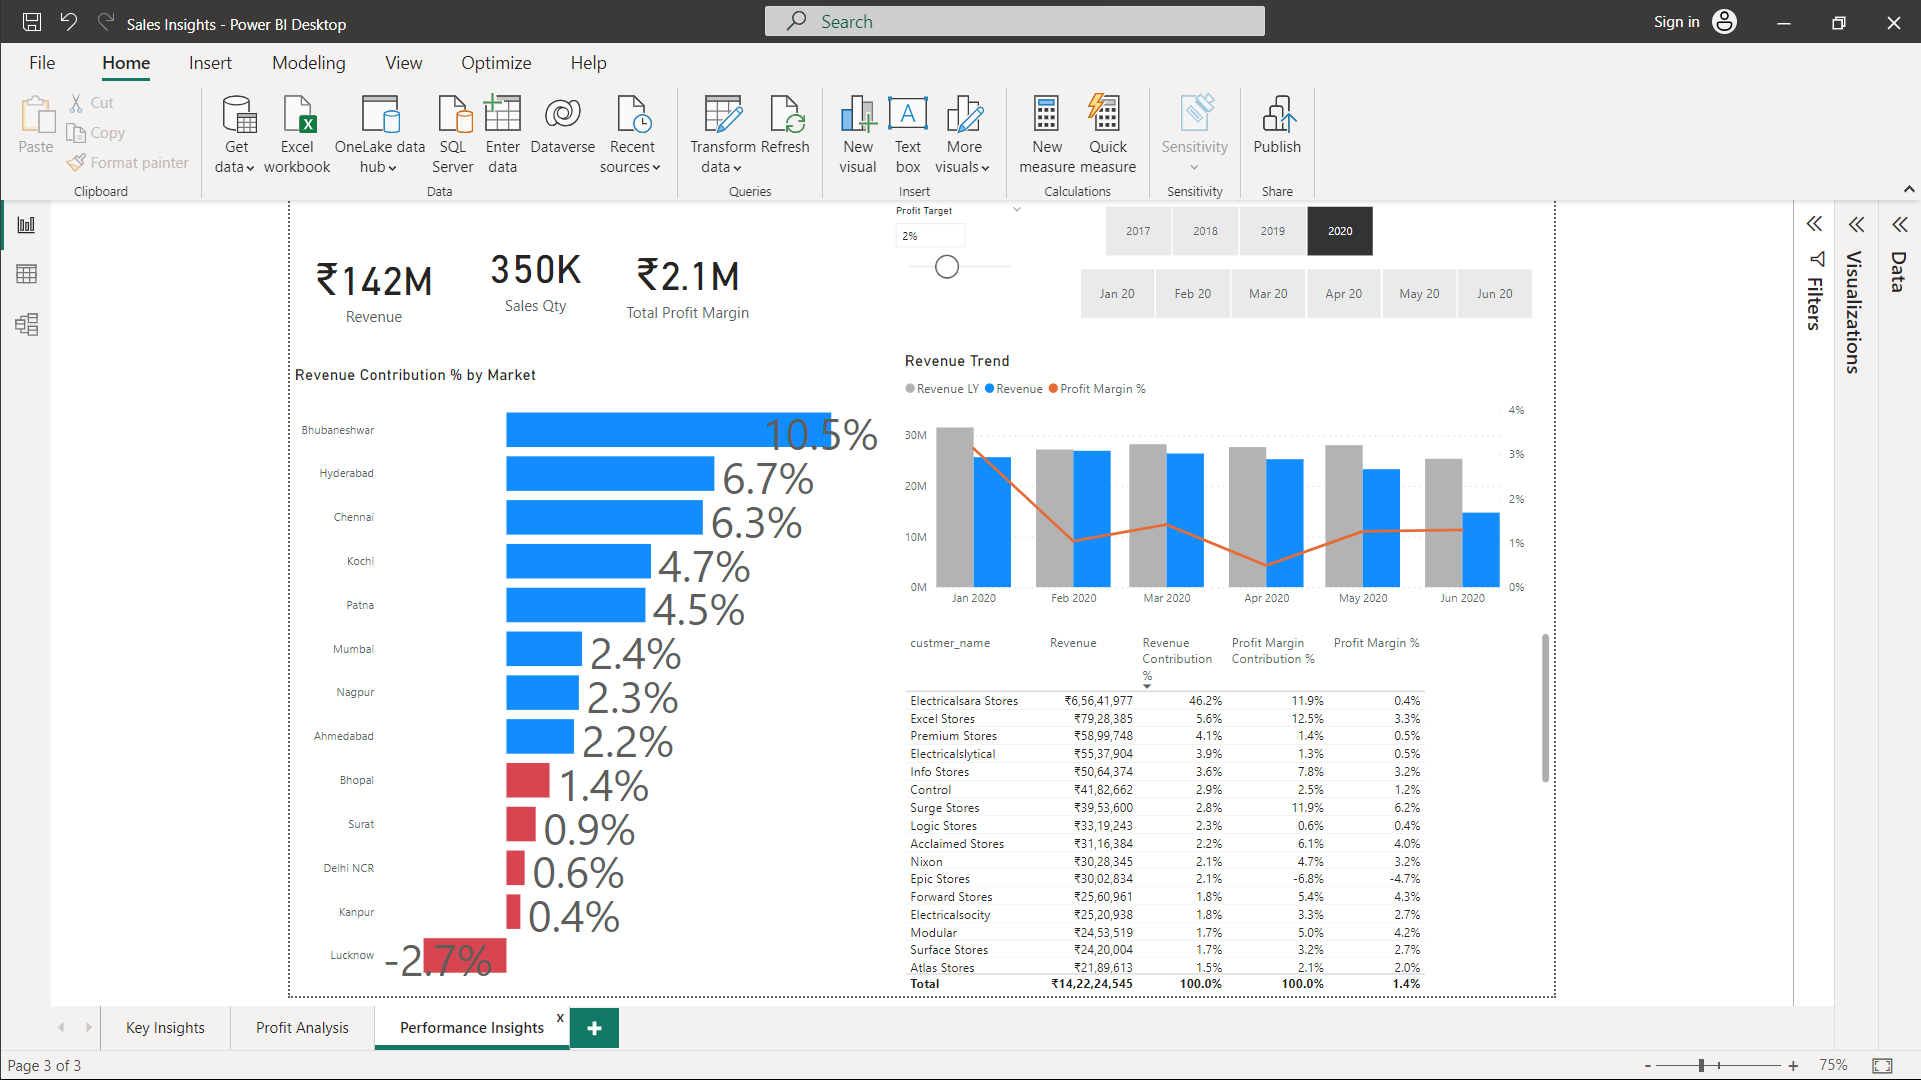 Sales Insights - Power BI Desktop
Search
Sign in
File Home Insert Modeling View Optimize Help
Paste
Cut
Copy
Format painter
Clipboard
Get data
Excel workbook
OneLake data hub
SQL Server
Enter data
Dataverse
Recent sources
Data
Transform data
Refresh
Queries
New visual
Text box
More visuals
Insert
New measure
Quick measure
Calculations
Sensitivity
Sensitivity
Publish
Share
₹142M
Revenue
350K
Sales Qty
₹2.1M
Total Profit Margin
Profit Target
2%
2017 2018 2019 2020
Jan 20 Feb 20 Mar 20 Apr 20 May 20 Jun 20
Filters
Visualizations
Data
Revenue Contribution % by Market
Bhubaneshwar 10.5%
Hyderabad 6.7%
Chennai 6.3%
Kochi 4.7%
Patna 4.5%
Mumbai 2.4%
Nagpur 2.3%
Ahmedabad 2.2%
Bhopal 1.4%
Surat 0.9%
Delhi NCR 0.6%
Kanpur 0.4%
Lucknow -2.7%
Revenue Trend
Revenue LY Revenue Profit Margin %
30M
20M
10M
0M
4%
3%
2%
1%
0%
Jan 2020 Feb 2020 Mar 2020 Apr 2020 May 2020 Jun 2020
custmer_name Revenue Revenue Contribution % Profit Margin Contribution % Profit Margin %
Electricalsara Stores ₹6,56,41,977 46.2% 11.9% 0.4%
Excel Stores ₹79,28,385 5.6% 12.5% 3.3%
Premium Stores ₹58,99,748 4.1% 1.4% 0.5%
Electricalslytical ₹55,37,904 3.9% 1.3% 0.5%
Info Stores ₹50,64,374 3.6% 7.8% 3.2%
Control ₹41,82,662 2.9% 2.5% 1.2%
Surge Stores ₹39,53,600 2.8% 11.9% 6.2%
Logic Stores ₹33,19,243 2.3% 0.6% 0.4%
Acclaimed Stores ₹31,16,384 2.2% 6.1% 4.0%
Nixon ₹30,28,345 2.1% 4.7% 3.2%
Epic Stores ₹30,02,834 2.1% -6.8% -4.7%
Forward Stores ₹25,60,961 1.8% 5.4% 4.3%
Electricalsocity ₹25,20,938 1.8% 3.3% 2.7%
Modular ₹24,53,519 1.7% 5.0% 4.2%
Surface Stores ₹24,20,004 1.7% 3.2% 2.7%
Atlas Stores ₹21,89,613 1.5% 2.1% 2.0%
Total ₹14,22,24,545 100.0% 100.0% 1.4%
Key Insights Profit Analysis Performance Insights x +
Page 3 of 3
- + 75%